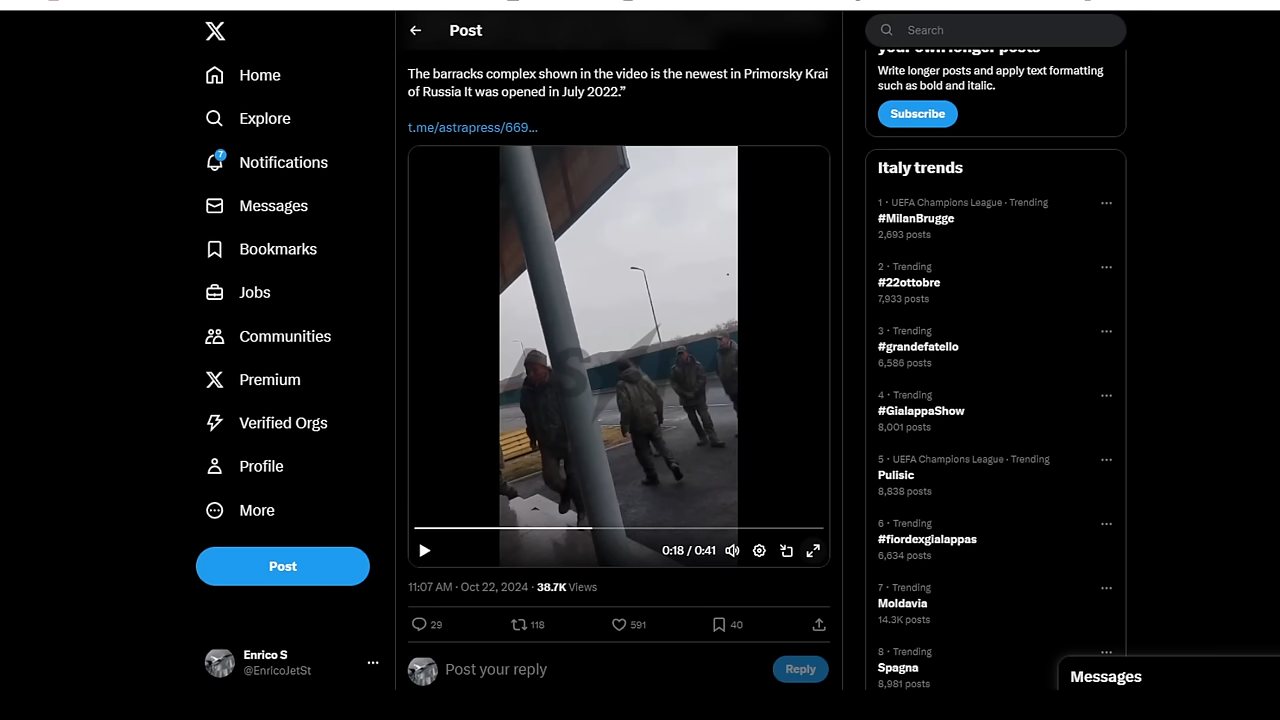 Home
Explore
7
Notifications
Messages
Bookmarks
Jobs
Communities
Premium
Verified Orgs
Profile
More
Post
Enrico S
@EnricoJetSt
Post
The barracks complex shown in the video is the newest in Primorsky Krai
of Russia It was opened in July 2022.”
t.me/astrapress/669…
0:18 / 0:41
11:07 AM · Oct 22, 2024 · 38.7K Views
29 118 591 40
Post your reply
Reply
Search
your own longer posts
Write longer posts and apply text formatting
such as bold and italic.
Subscribe
Italy trends
1 · UEFA Champions League · Trending
#MilanBrugge
2,693 posts
2 · Trending
#22ottobre
7,933 posts
3 · Trending
#grandefatello
6,586 posts
4 · Trending
#GialappaShow
8,001 posts
5 · UEFA Champions League · Trending
Pulisic
8,838 posts
6 · Trending
#fiordexgialappas
6,634 posts
7 · Trending
Moldavia
14.3K posts
8 · Trending
Spagna
8,981 posts
Messages